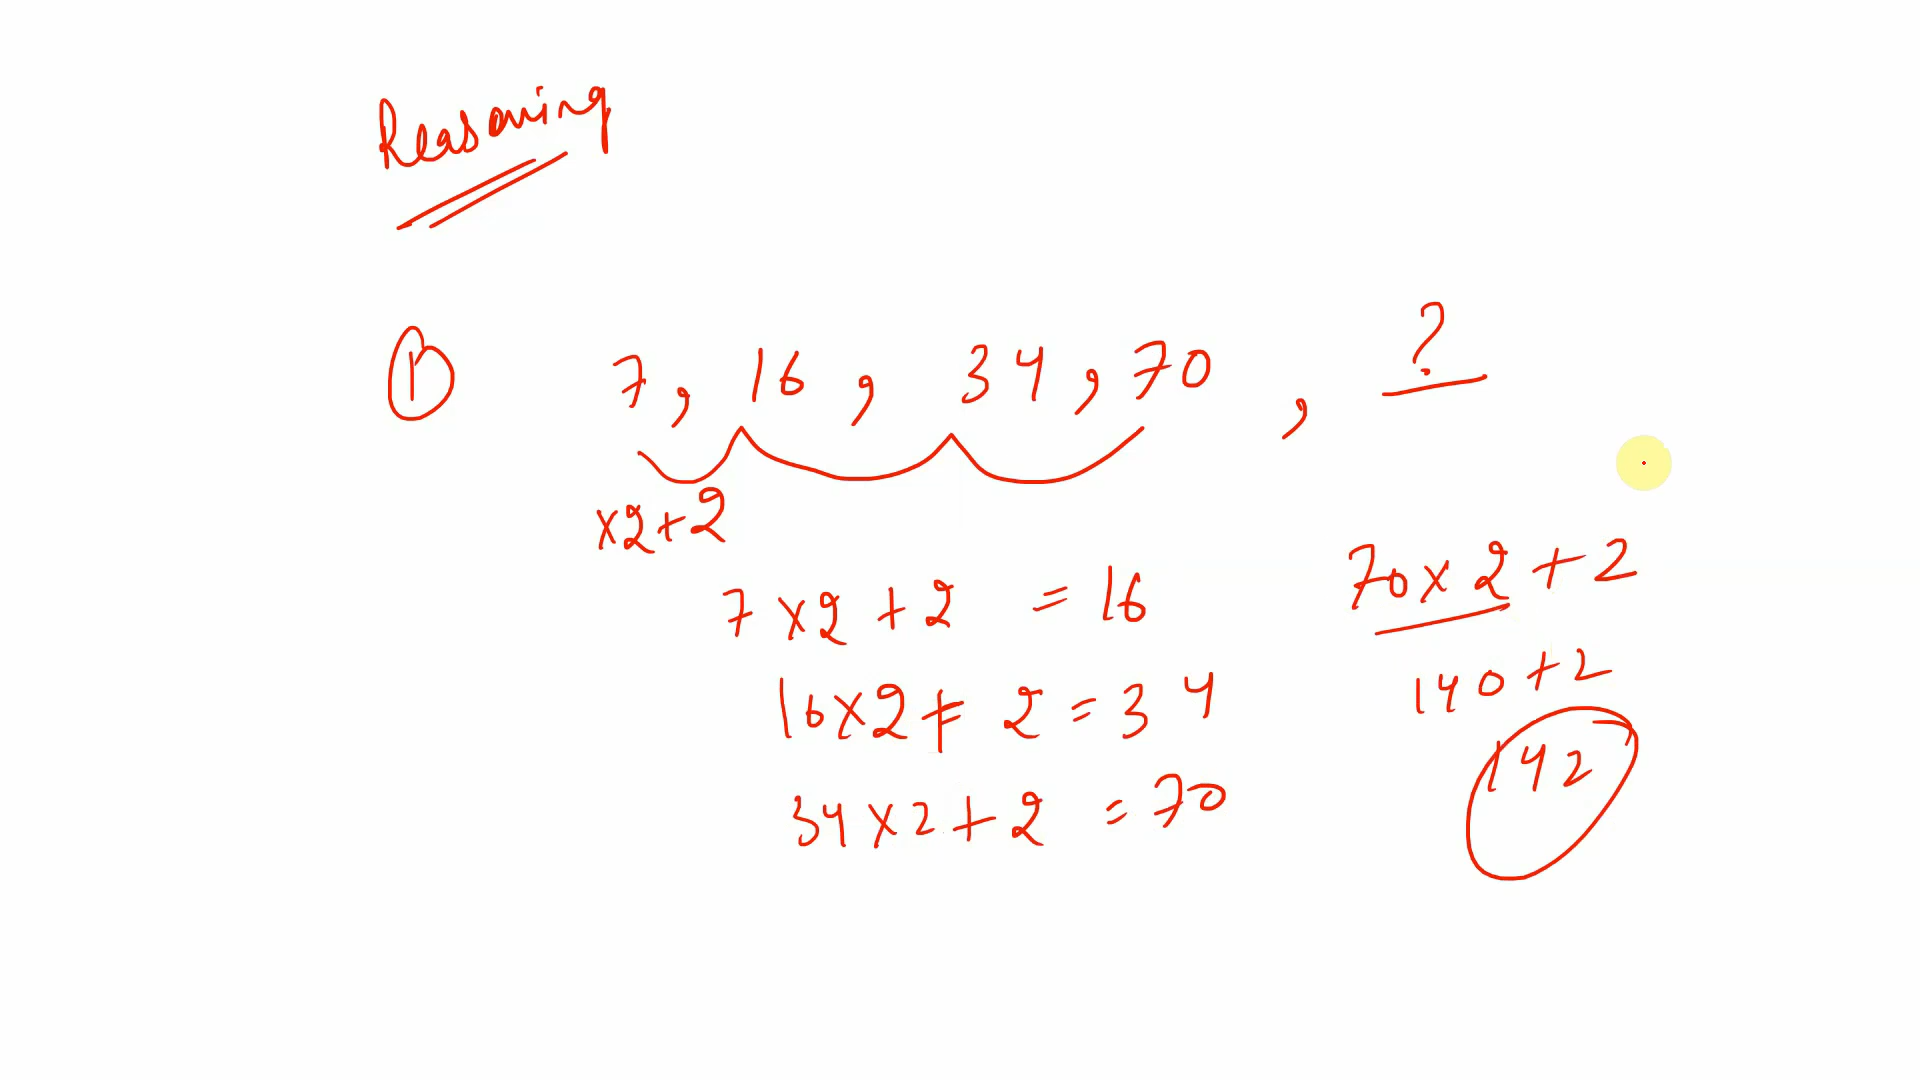 Reasoning
① 7, 16, 34, 70, ?
x2+2
7x2+2 = 16
16x2+2 = 34
34x2+2 = 70
70x2+2
140+2
142